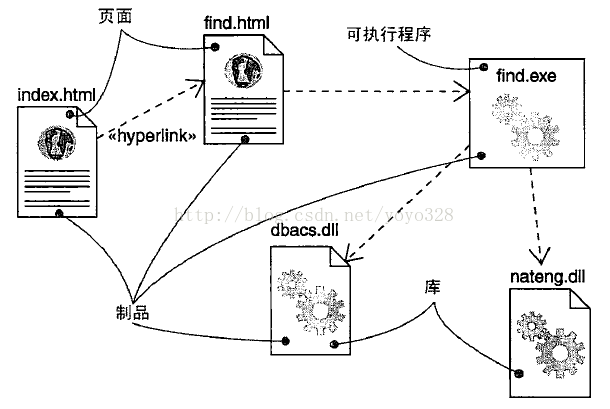 页面
find.html
可执行程序
find.exe
index.html
«hyperlink»
http://blog.csdn.net/yoyo328
dbacs.dll
nateng.dll
库
制品